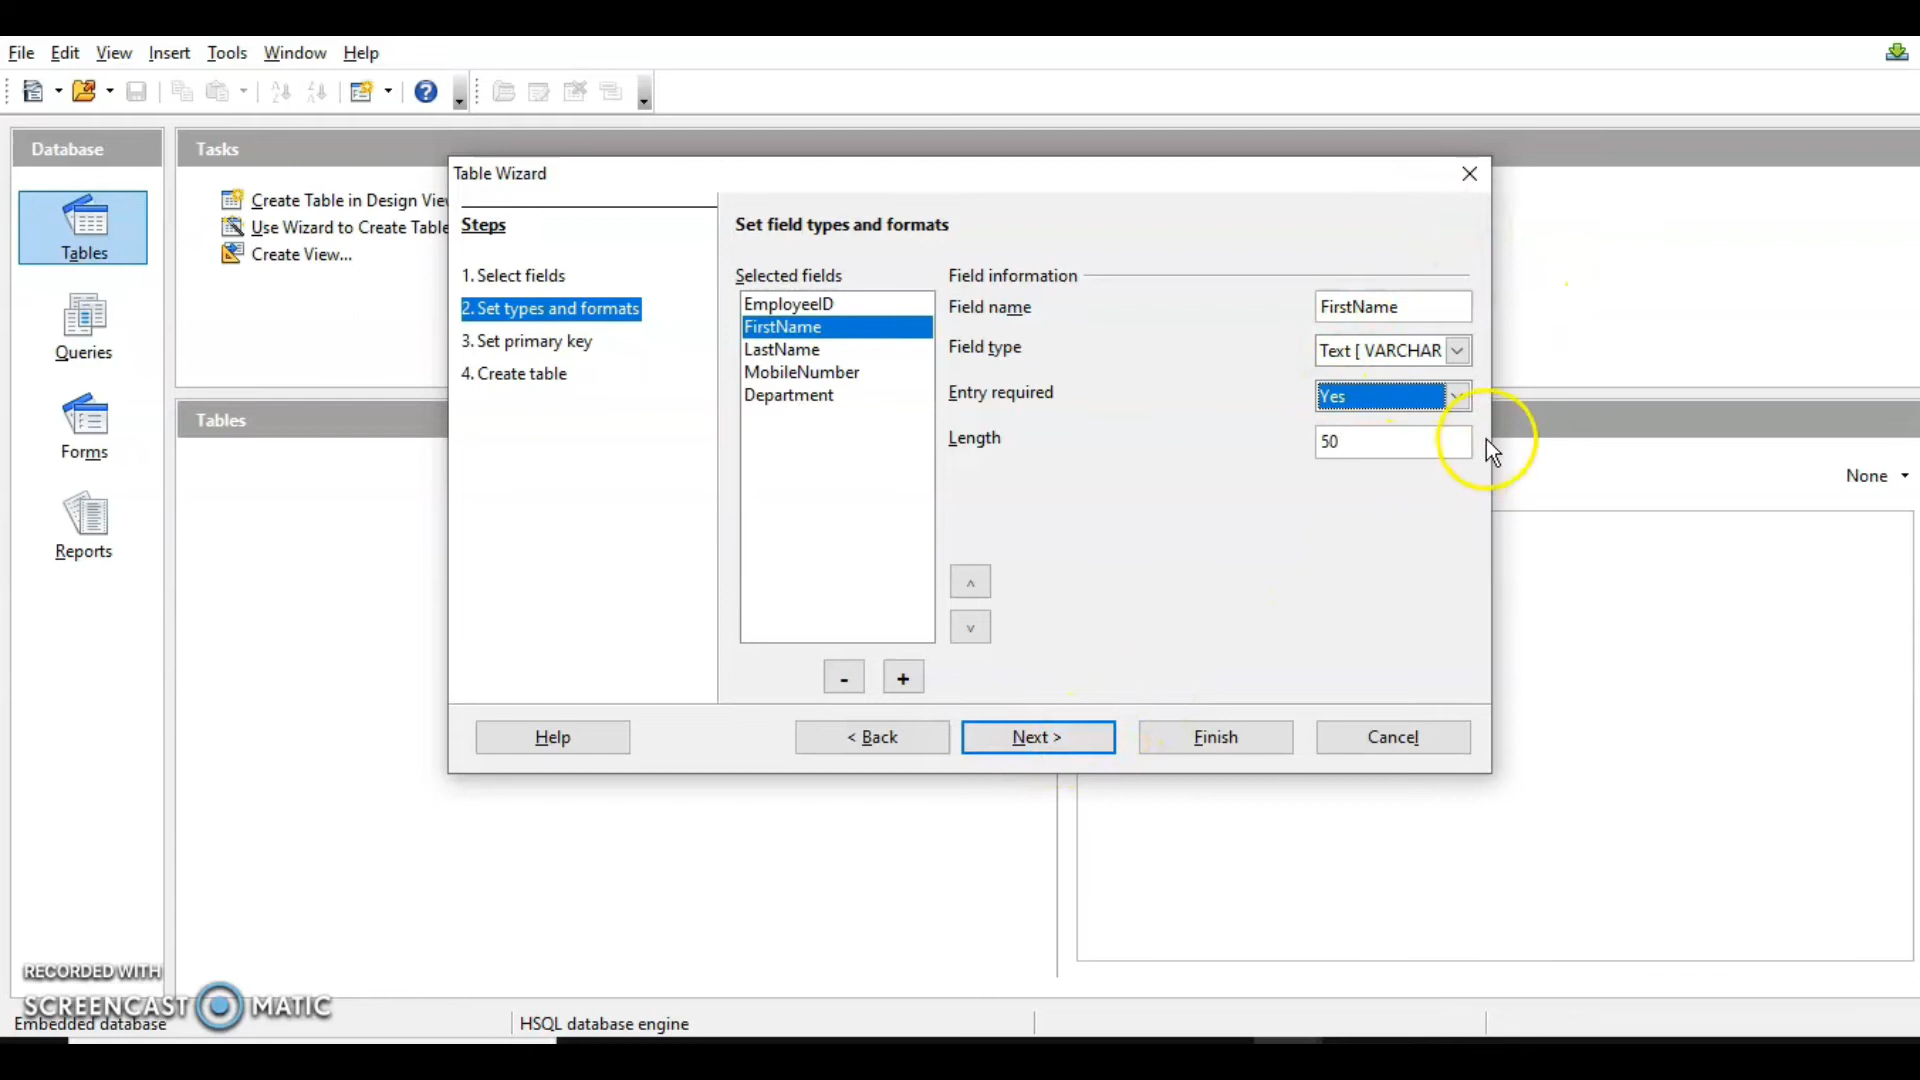 File Edit View Insert Tools Window Help
Database
Tables
Queries
Forms
Reports
Tasks
Create Table in Design Vie
Use Wizard to Create Table
Create View...
Tables
None
Table Wizard
Steps
1. Select fields
2. Set types and formats
3. Set primary key
4. Create table
Set field types and formats
Selected fields
EmployeeID
FirstName
LastName
MobileNumber
Department
- +
Field information
Field name FirstName
Field type Text [ VARCHAR
Entry required Yes
Length 50
Help < Back Next > Finish Cancel
RECORDED WITH
SCREENCAST MATIC
Embedded database HSQL database engine